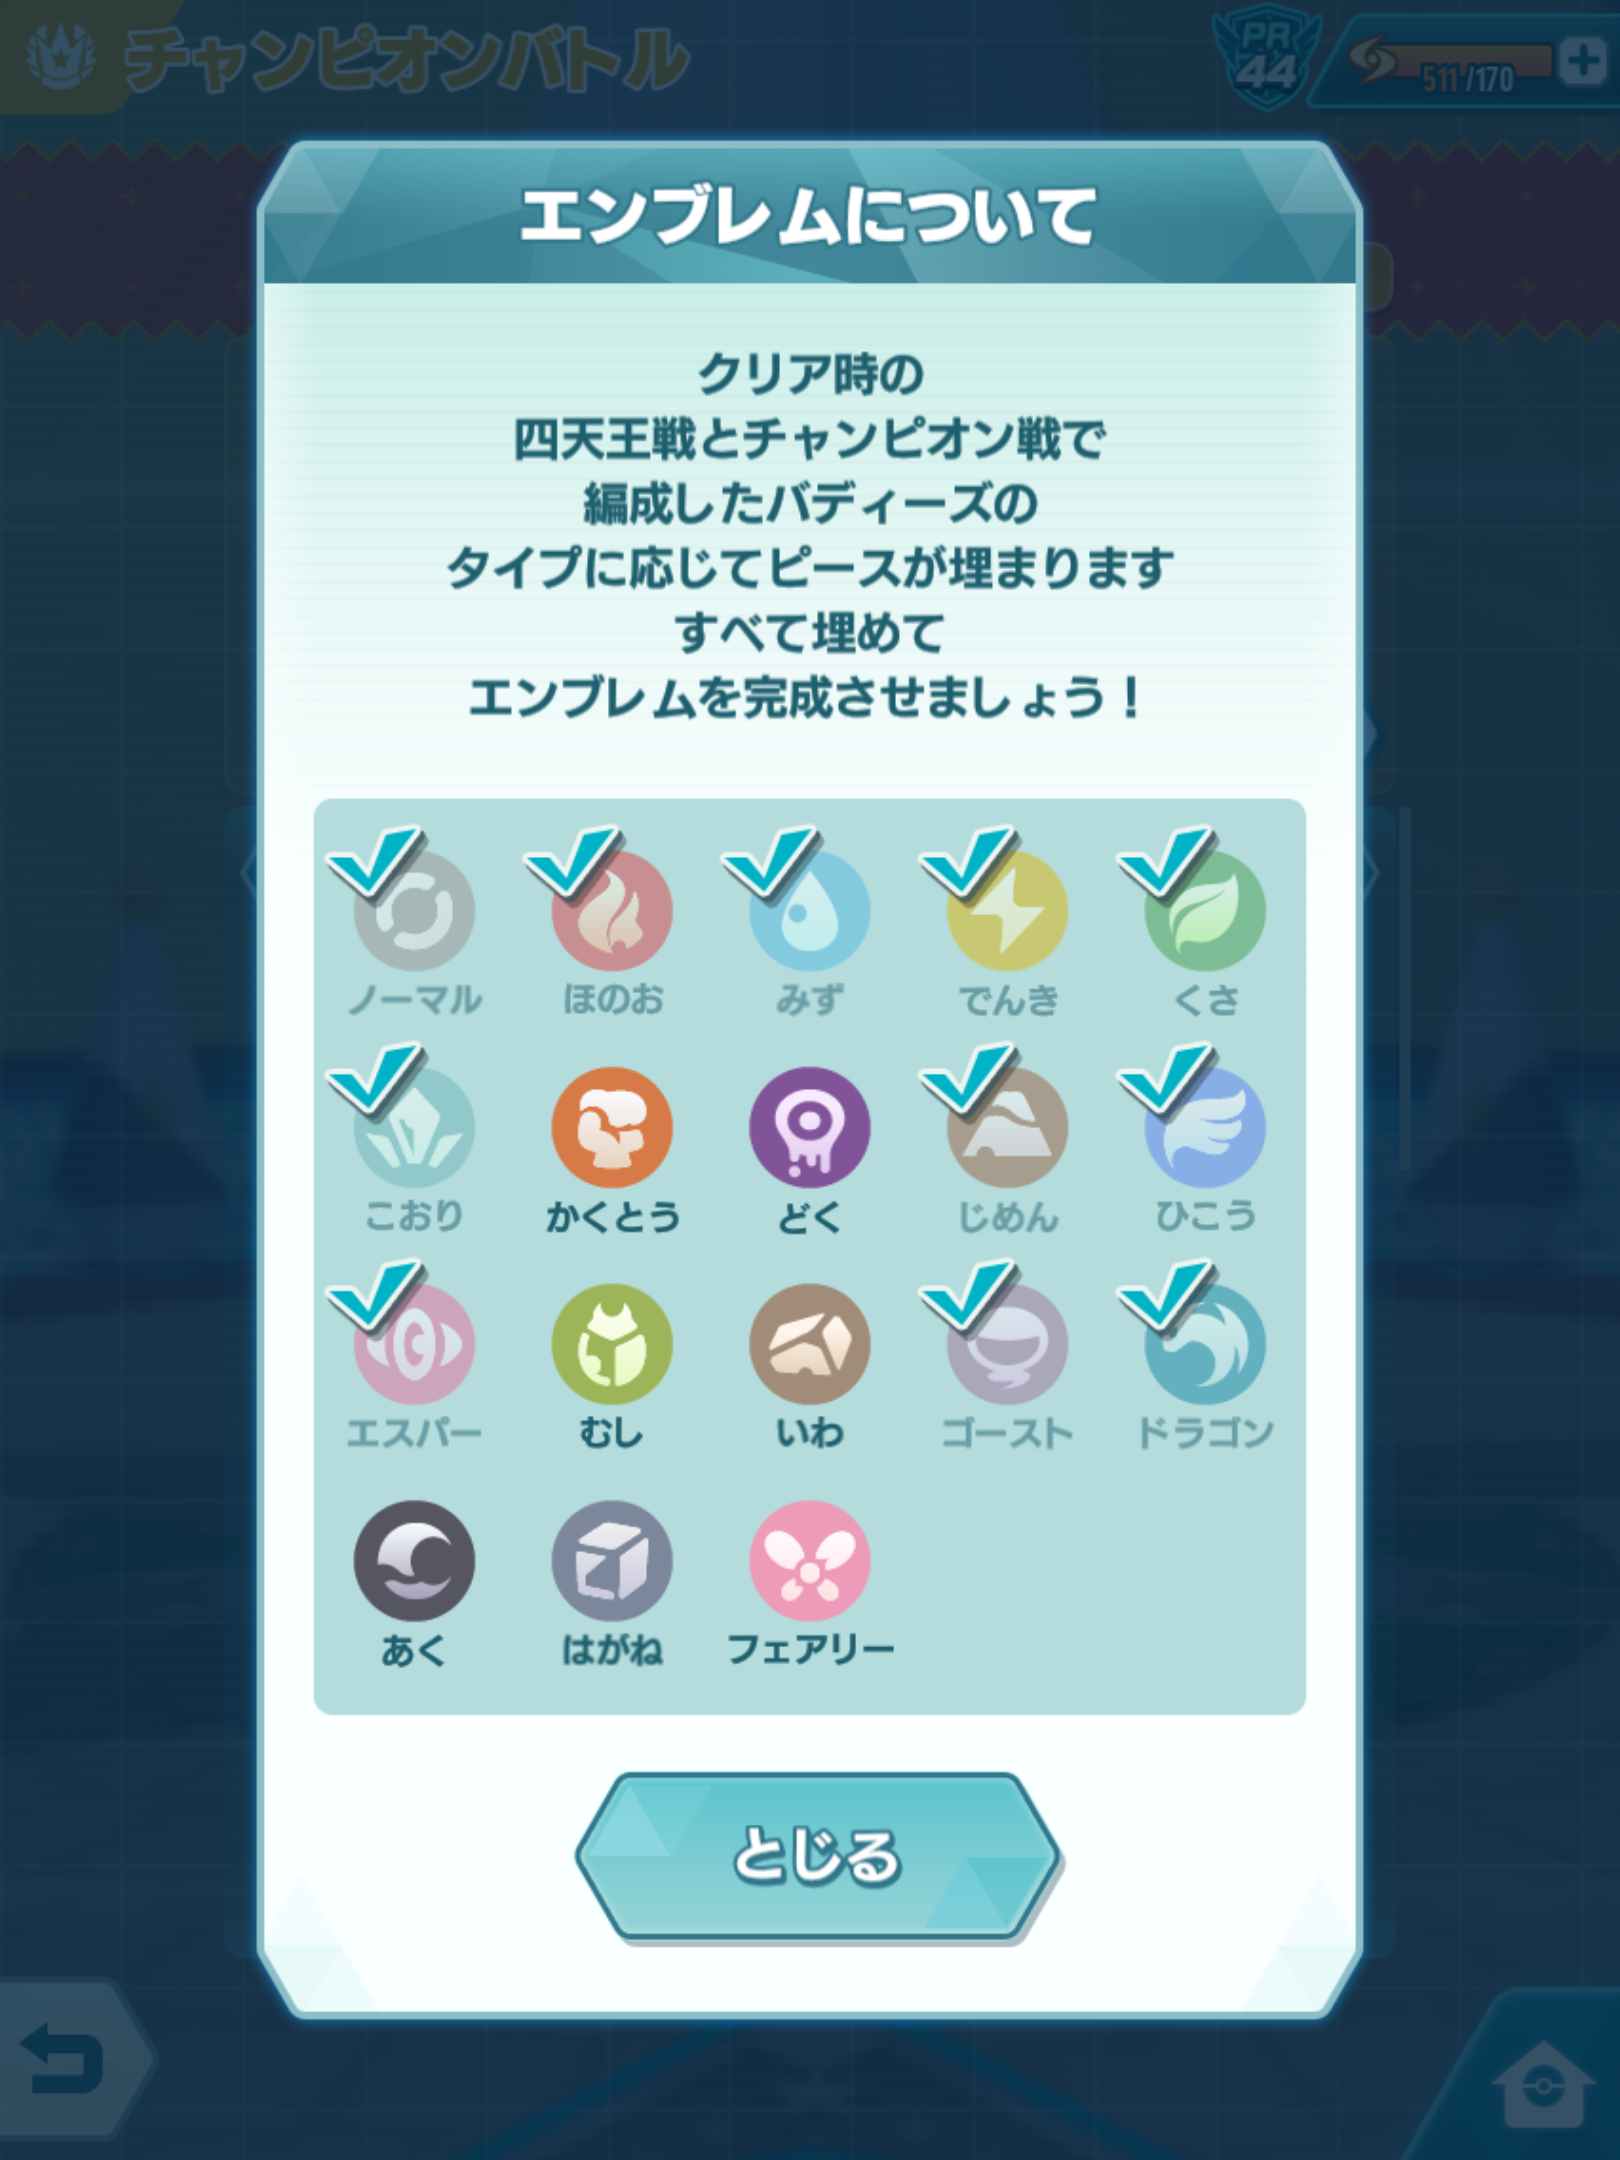 チャンピオンバトル
PR
44
511/170
エンブレムについて
クリア時の
四天王戦とチャンピオン戦で
編成したバディーズの
タイプに応じてピースが埋まります
すべて埋めて
エンブレムを完成させましょう！
ノーマル
ほのお
みず
でんき
くさ
こおり
かくとう
どく
じめん
ひこう
エスパー
むし
いわ
ゴースト
ドラゴン
あく
はがね
フェアリー
とじる